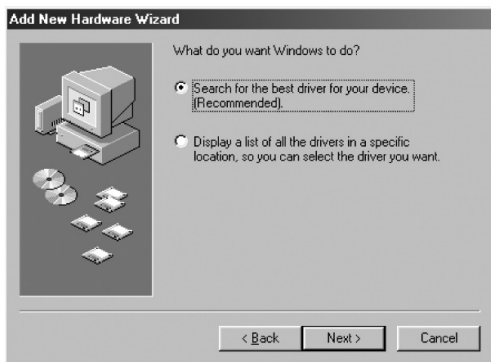 Add New Hardware Wizard
What do you want Windows to do?
Search for the best driver for your device.
(Recommended).
Display a list of all the drivers in a specific
location, so you can select the driver you want.
< Back
Next >
Cancel